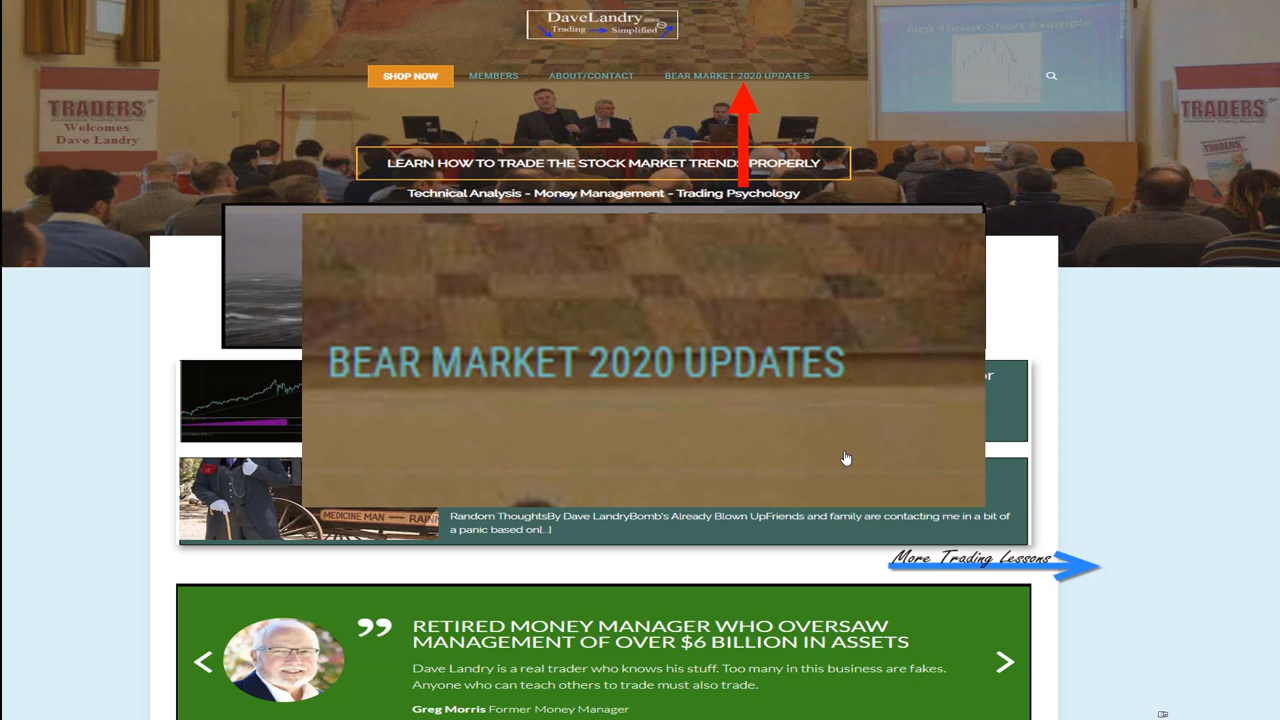 DaveLandry.com
Trading Simplified
First Thrust-Short Example
SHOP NOW MEMBERS ABOUT/CONTACT BEAR MARKET 2020 UPDATES
TRADERS'
Welcomes
Dave Landry
TRADERS'
LEARN HOW TO TRADE THE STOCK MARKET TRENDS PROPERLY
Technical Analysis - Money Management - Trading Psychology
BEAR MARKET 2020 UPDATES
or
MEDICINE MAN
Random ThoughtsBy Dave LandryBomb's Already Blown UpFriends and family are contacting me in a bit of
a panic based on[...]
More Trading Lessons
RETIRED MONEY MANAGER WHO OVERSAW
MANAGEMENT OF OVER $6 BILLION IN ASSETS
Dave Landry is a real trader who knows his stuff. Too many in this business are fakes.
Anyone who can teach others to trade must also trade.
Greg Morris Former Money Manager